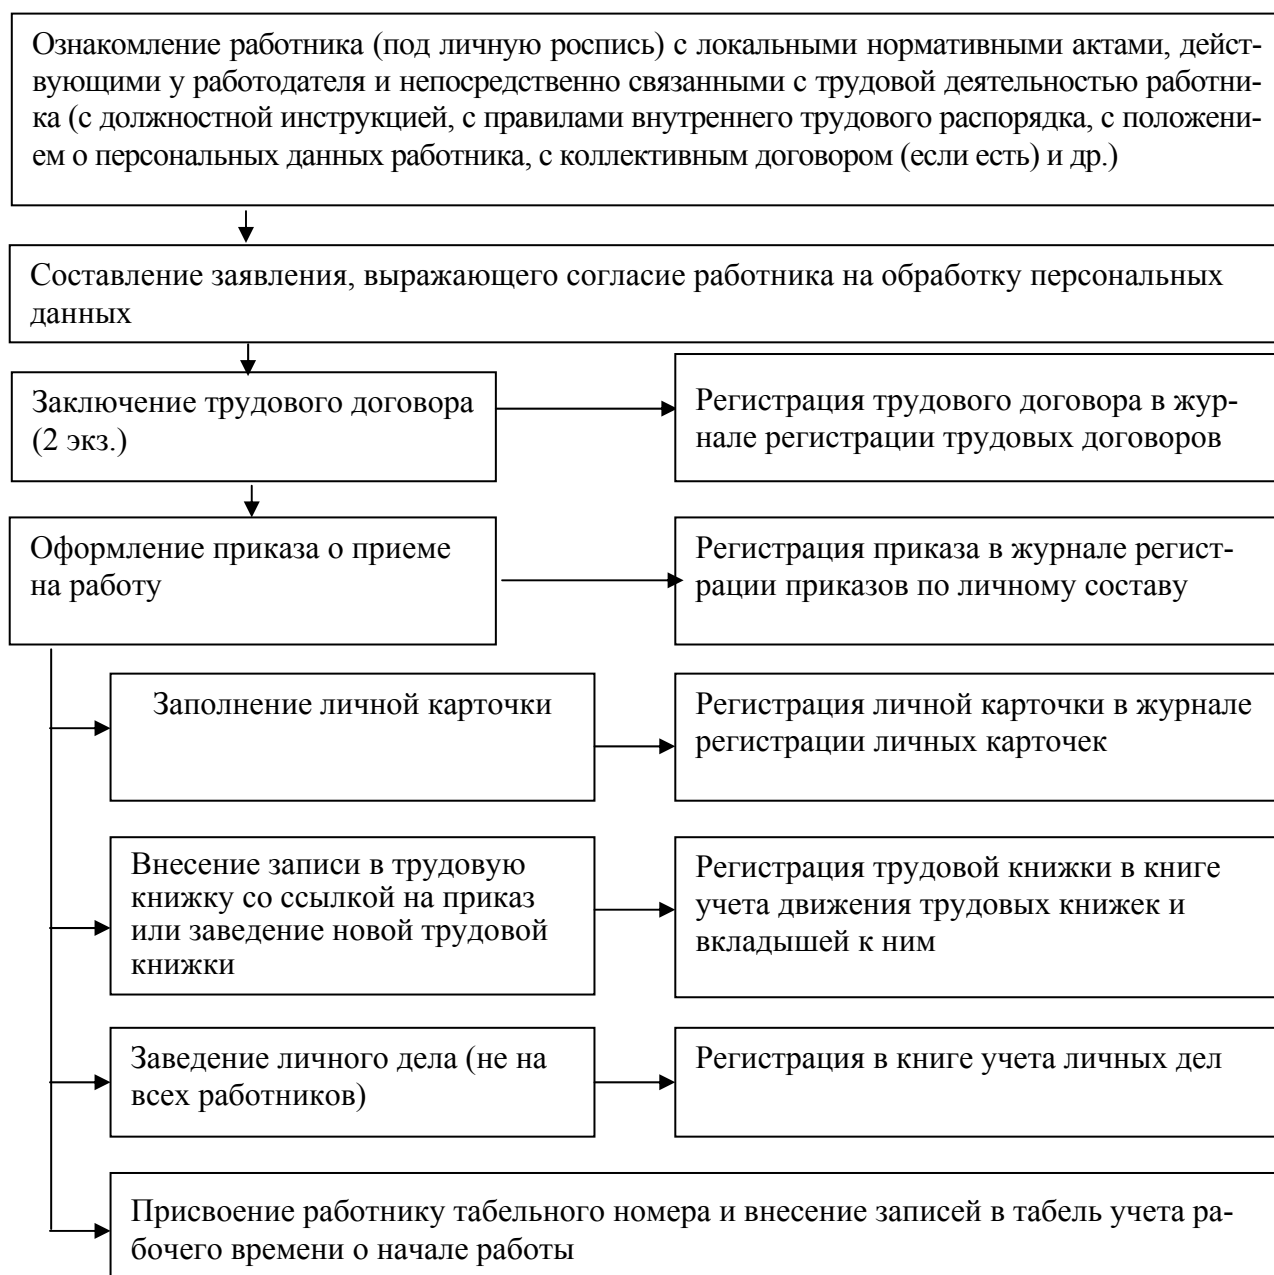 Ознакомление работника (под личную роспись) с локальными нормативными актами, дейст-
вующими у работодателя и непосредственно связанными с трудовой деятельностью работни-
ка (с должностной инструкцией, с правилами внутреннего трудового распорядка, с положени-
ем о персональных данных работника, с коллективным договором (если есть) и др.)
Составление заявления, выражающего согласие работника на обработку персональных
данных
Заключение трудового договора
(2 экз.)
Регистрация трудового договора в жур-
нале регистрации трудовых договоров
Оформление приказа о приеме
на работу
Регистрация приказа в журнале регист-
рации приказов по личному составу
Заполнение личной карточки
Регистрация личной карточки в журнале
регистрации личных карточек
Внесение записи в трудовую
книжку со ссылкой на приказ
или заведение новой трудовой
книжки
Регистрация трудовой книжки в книге
учета движения трудовых книжек и
вкладышей к ним
Заведение личного дела (не на
всех работников)
Регистрация в книге учета личных дел
Присвоение работнику табельного номера и внесение записей в табель учета ра-
бочего времени о начале работы